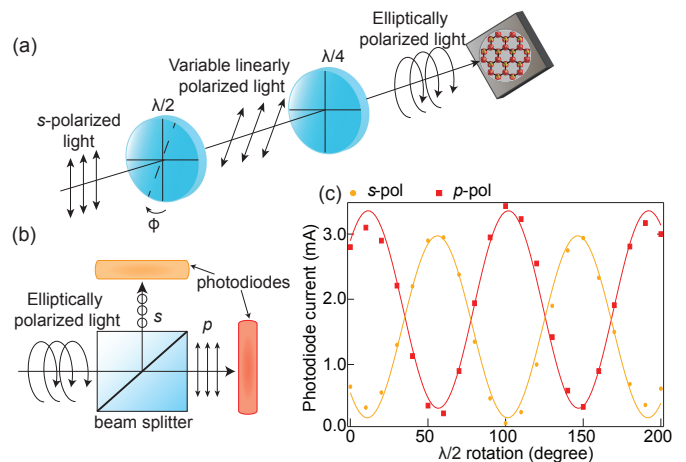 (a)
Elliptically
polarized light
λ/4
Variable linearly
polarized light
λ/2
s-polarized
light
Φ
(b)
photodiodes
Elliptically
polarized light
s
p
beam splitter
(c)
s-pol
p-pol
Photodiode current (mA)
3.0
2.0
1.0
0.0
0
50
100
150
200
λ/2 rotation (degree)